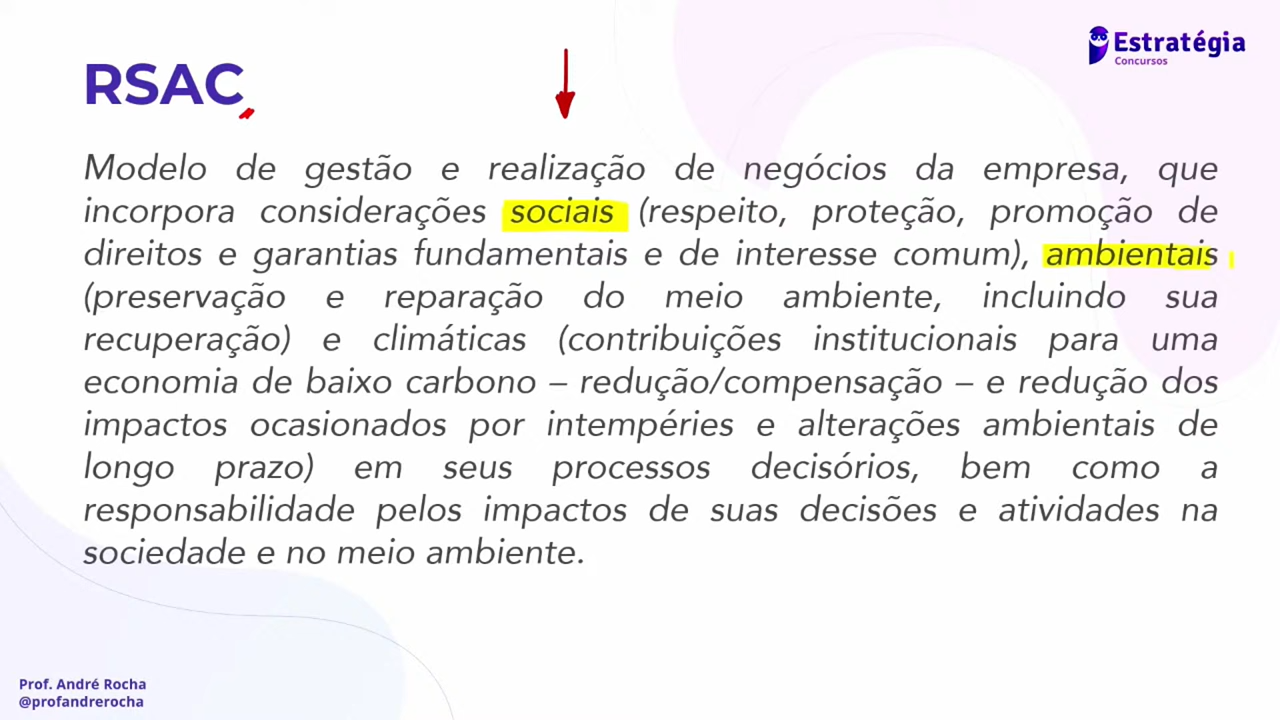 Estratégia
Concursos
RSAC
Modelo de gestão e realização de negócios da empresa, que
incorpora considerações sociais (respeito, proteção, promoção de
direitos e garantias fundamentais e de interesse comum), ambientais
(preservação e reparação do meio ambiente, incluindo sua
recuperação) e climáticas (contribuições institucionais para uma
economia de baixo carbono – redução/compensação – e redução dos
impactos ocasionados por intempéries e alterações ambientais de
longo prazo) em seus processos decisórios, bem como a
responsabilidade pelos impactos de suas decisões e atividades na
sociedade e no meio ambiente.
Prof. André Rocha
@profandrerocha